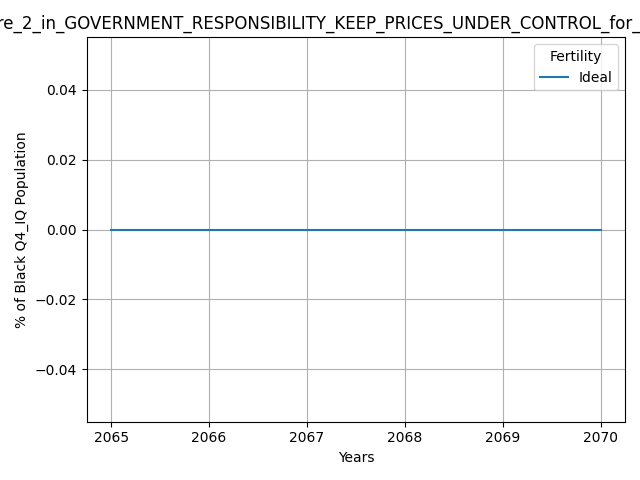 re_2_in_GOVERNMENT_RESPONSIBILITY_KEEP_PRICES_UNDER_CONTROL_for_
Fertility
Ideal
0.04
0.02
0.00
−0.02
−0.04
% of Black Q4_IQ Population
2065 2066 2067 2068 2069 2070
Years